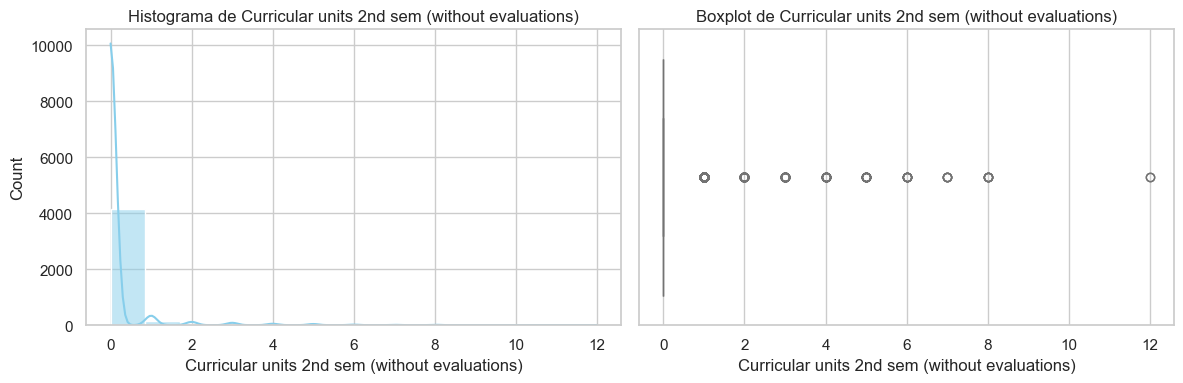 Histograma de Curricular units 2nd sem (without evaluations)
10000
8000
6000
4000
2000
0
Count
0 2 4 6 8 10 12
Curricular units 2nd sem (without evaluations)
Boxplot de Curricular units 2nd sem (without evaluations)
0 2 4 6 8 10 12
Curricular units 2nd sem (without evaluations)